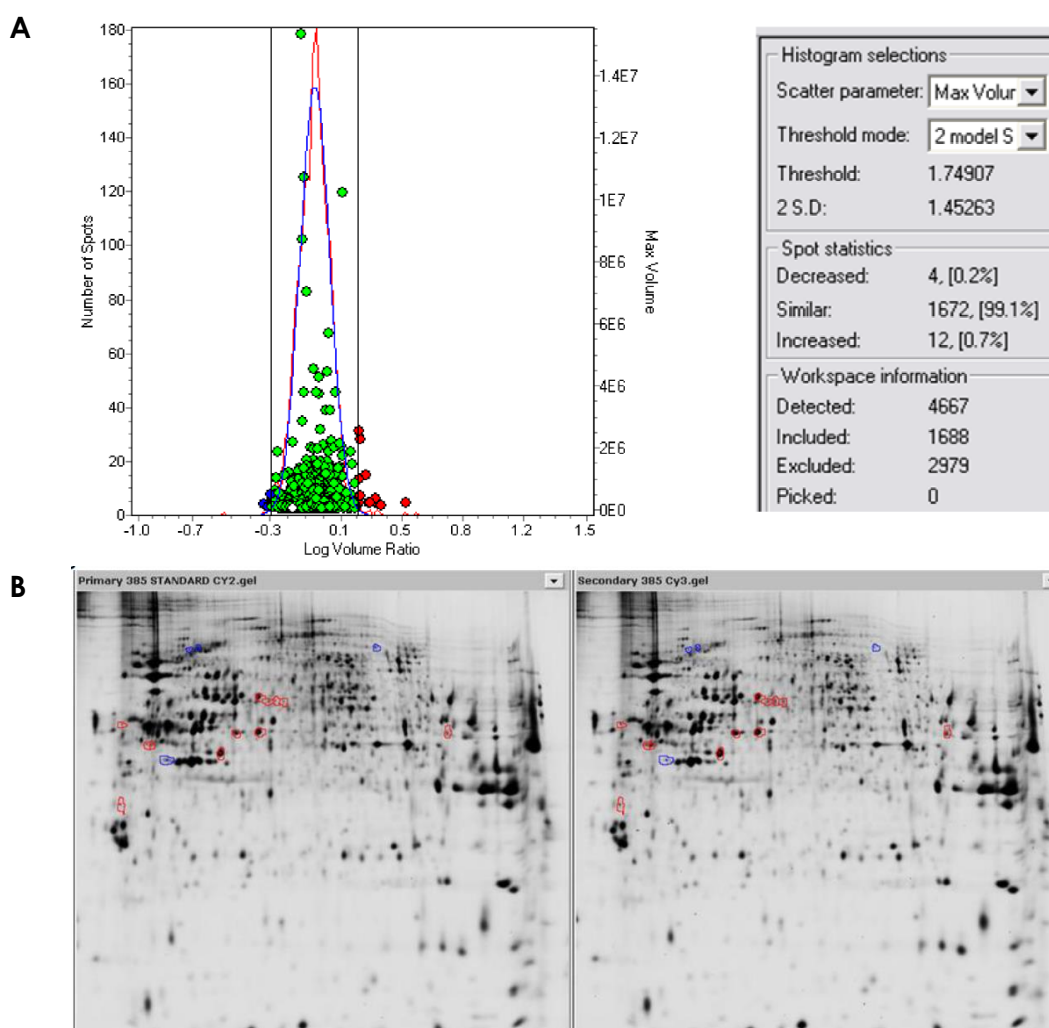 A
180
160
140
120
100
80
60
40
20
0
Number of Spots
1.4E7
1.2E7
1E7
8E6
6E6
4E6
2E6
0E0
Max Volume
-1.0 -0.7 -0.3 0.1 0.5 0.8 1.2 1.5
Log Volume Ratio
Histogram selections
Scatter parameter: Max Volur
Threshold mode: 2 model S
Threshold: 1.74907
2 S.D: 1.45263
Spot statistics
Decreased: 4, [0.2%]
Similar: 1672, [99.1%]
Increased: 12, [0.7%]
Workspace information
Detected: 4667
Included: 1688
Excluded: 2979
Picked: 0
B
Primary 385 STANDARD CY2.gel
Secondary 385 Cy3.gel